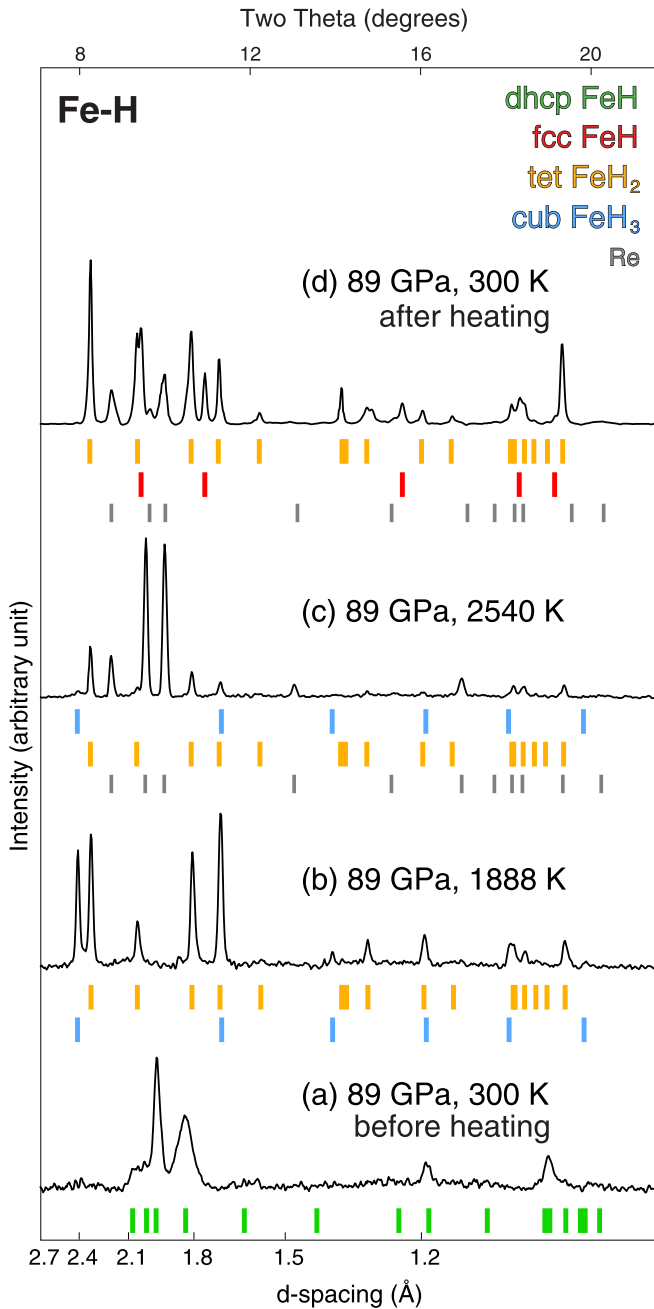 Two Theta (degrees)
8 12 16 20
Fe-H
dhcp FeH
fcc FeH
tet FeH₂
cub FeH₃
Re
(d) 89 GPa, 300 K
after heating
(c) 89 GPa, 2540 K
(b) 89 GPa, 1888 K
(a) 89 GPa, 300 K
before heating
Intensity (arbitrary unit)
2.7 2.4 2.1 1.8 1.5 1.2
d-spacing (Å)